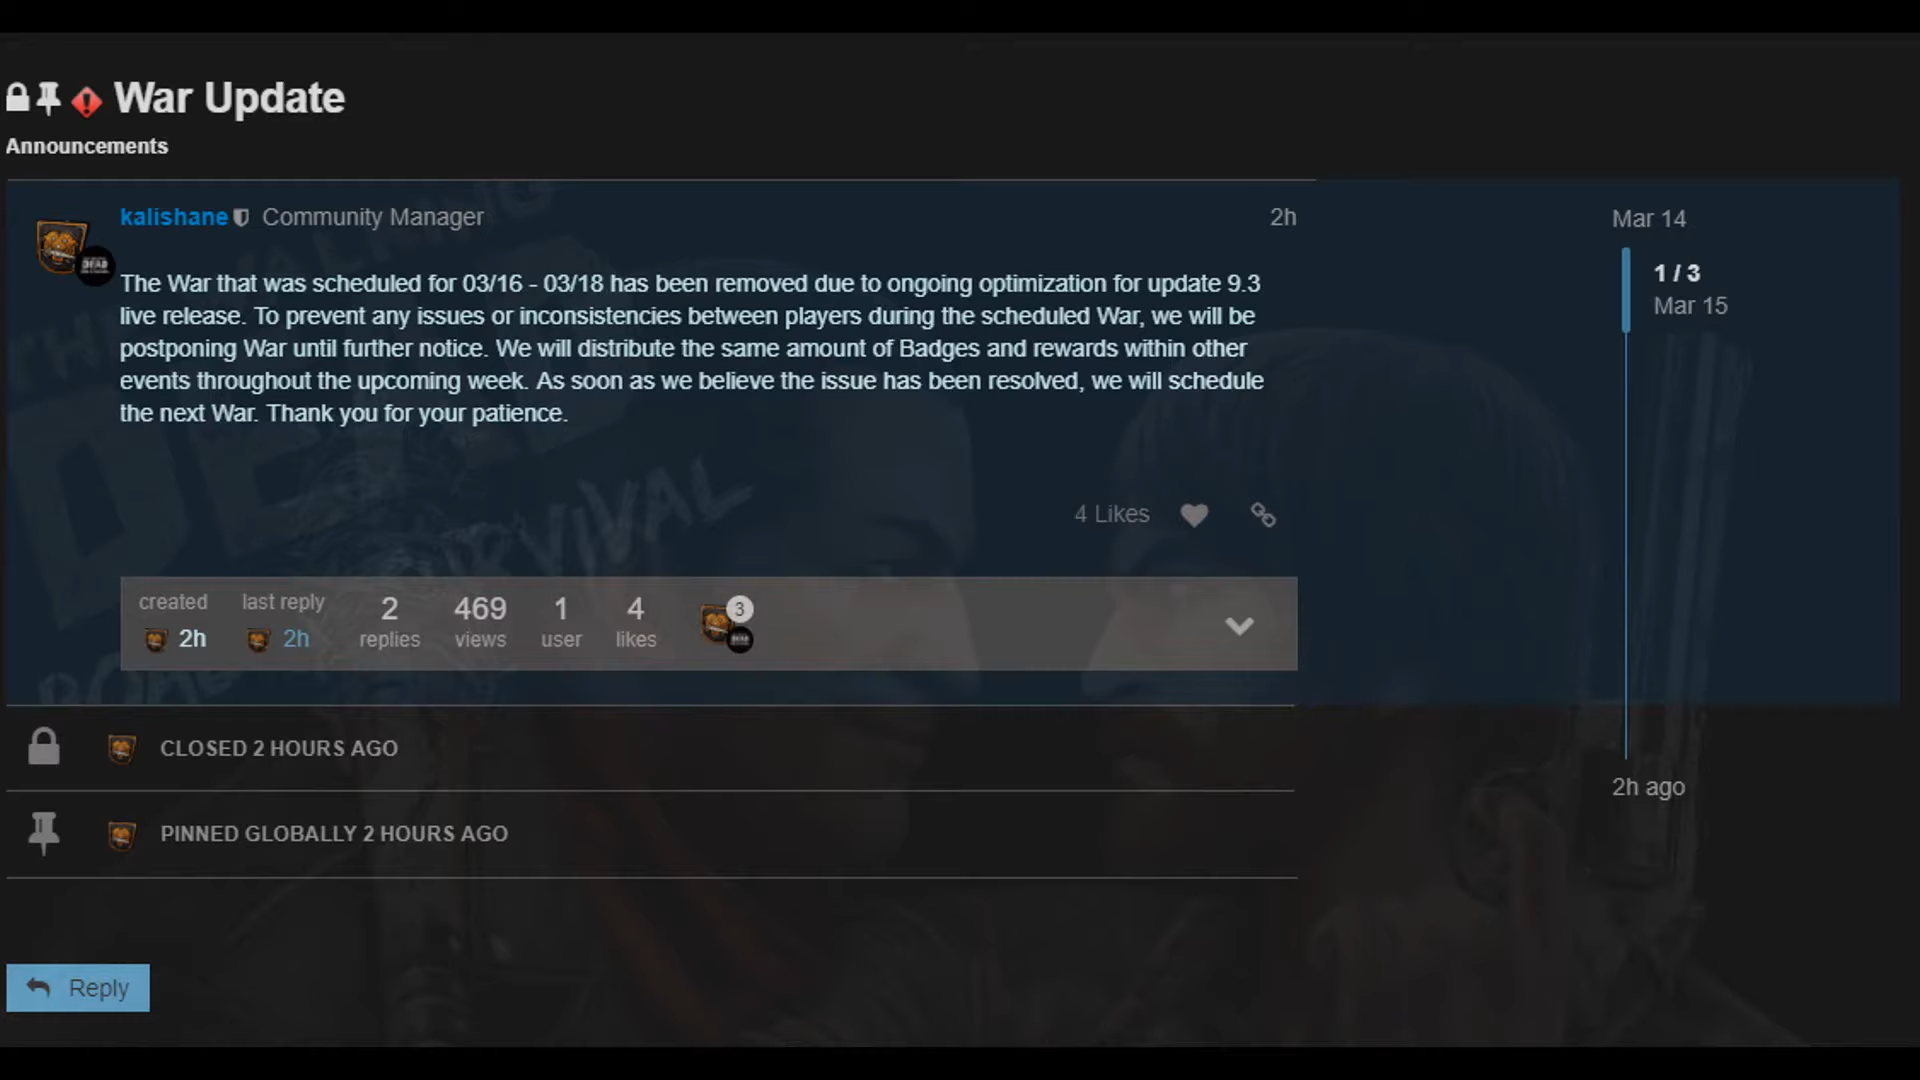 War Update
Announcements
kalishane Community Manager 2h
The War that was scheduled for 03/16 - 03/18 has been removed due to ongoing optimization for update 9.3
live release. To prevent any issues or inconsistencies between players during the scheduled War, we will be
postponing War until further notice. We will distribute the same amount of Badges and rewards within other
events throughout the upcoming week. As soon as we believe the issue has been resolved, we will schedule
the next War. Thank you for your patience.
4 Likes
created last reply 2 469 1 4 3
2h 2h replies views user likes
CLOSED 2 HOURS AGO
PINNED GLOBALLY 2 HOURS AGO
Reply
Mar 14
1 / 3
Mar 15
2h ago
THE WALKING
DEAD
SURVIVAL
DEAD